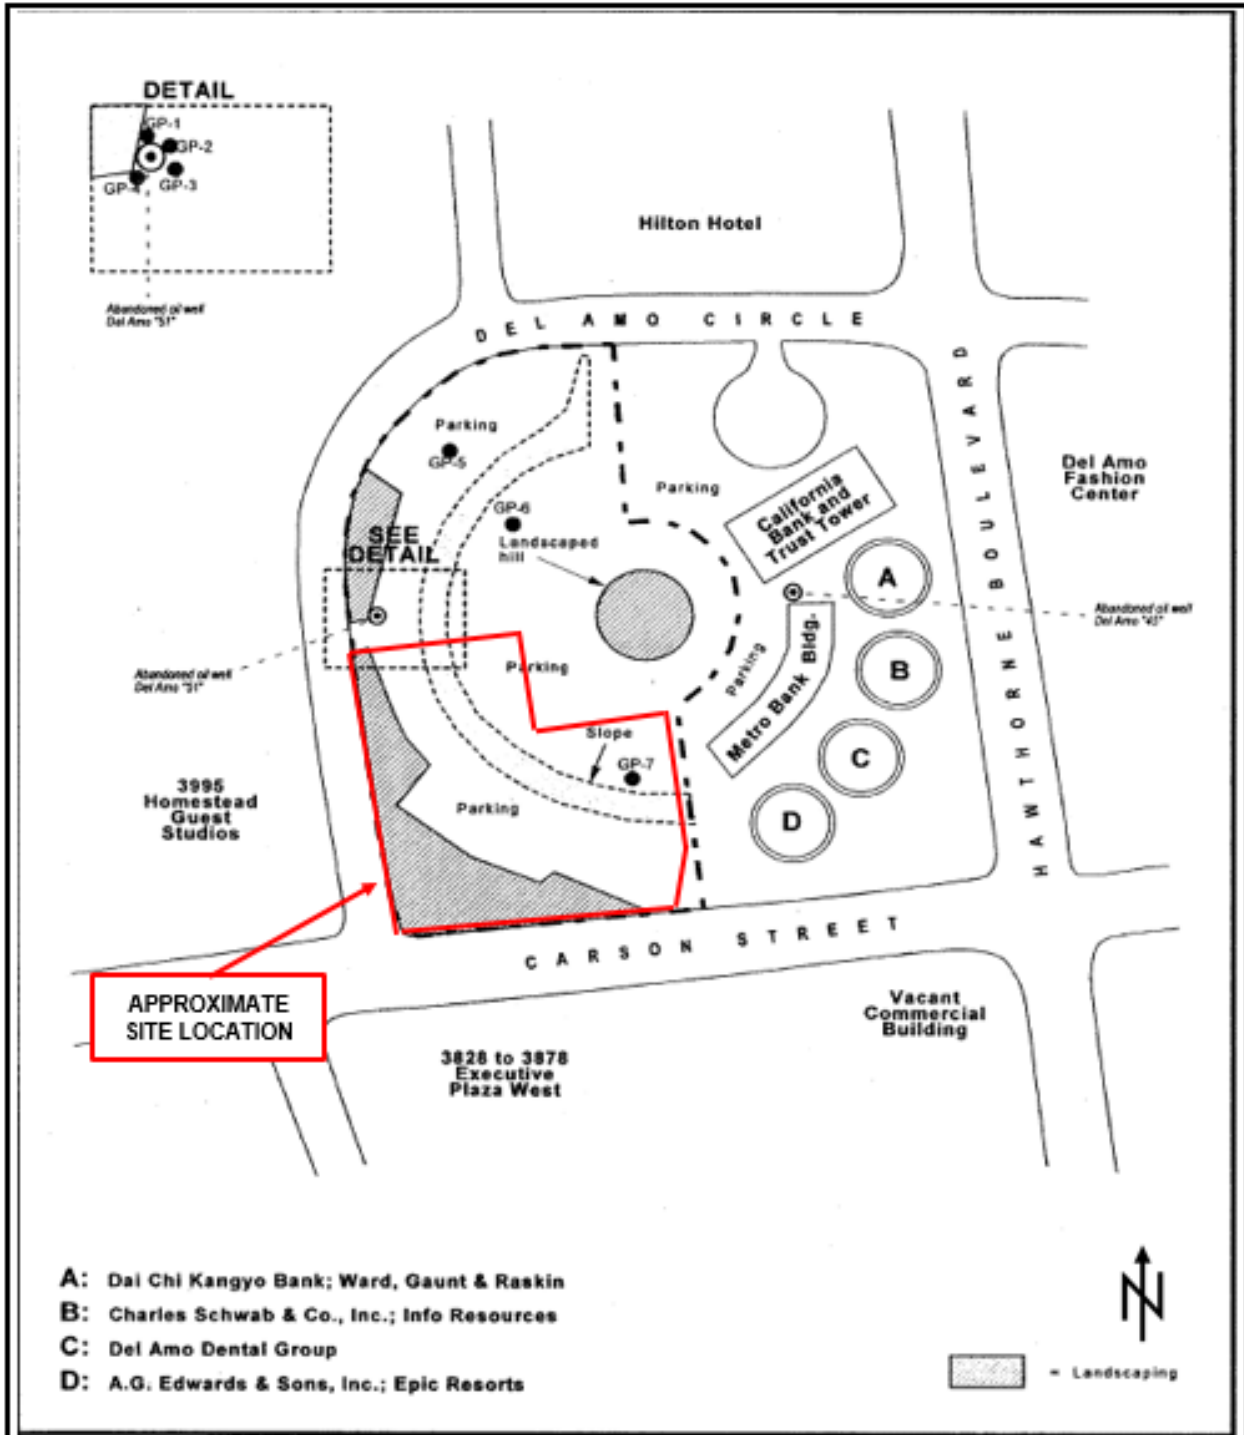 DETAIL
GP-1
GP-2
GP-4
GP-3
Abandoned oil well
Del Amo "51"
Hilton Hotel
DEL AMO CIRCLE
HAWTHORNE BOULEVARD
Parking
GP-5
Parking
California
Bank and
Trust Tower
Del Amo
Fashion
Center
SEE
DETAIL
GP-6
Landscaped
hill
A
Abandoned oil well
Del Amo
Abandoned oil well
Del Amo
Parking
Parking
Metro Bank Bldg.
B
Slope
GP-7
C
3995
Homestead
Guest
Studios
Parking
D
CARSON STREET
APPROXIMATE
SITE LOCATION
Vacant
Commercial
Building
3828 to 3878
Executive
Plaza West
A: Dai Chi Kangyo Bank; Ward, Gaunt & Raskin
B: Charles Schwab & Co., Inc.; Info Resources
C: Del Amo Dental Group
D: A.G. Edwards & Sons, Inc.; Epic Resorts
N
= Landscaping